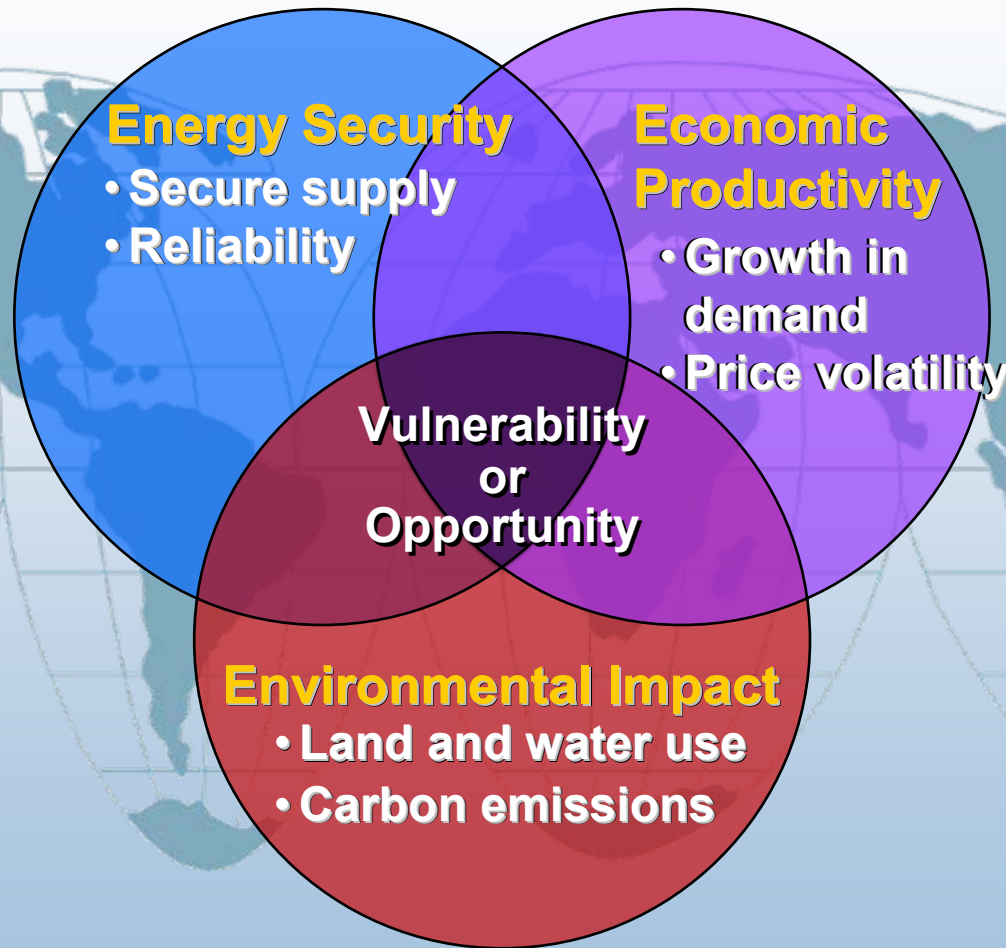 Energy Security
• Secure supply
• Reliability
Economic
Productivity
• Growth in
demand
• Price volatility
Vulnerability
or
Opportunity
Environmental Impact
• Land and water use
• Carbon emissions